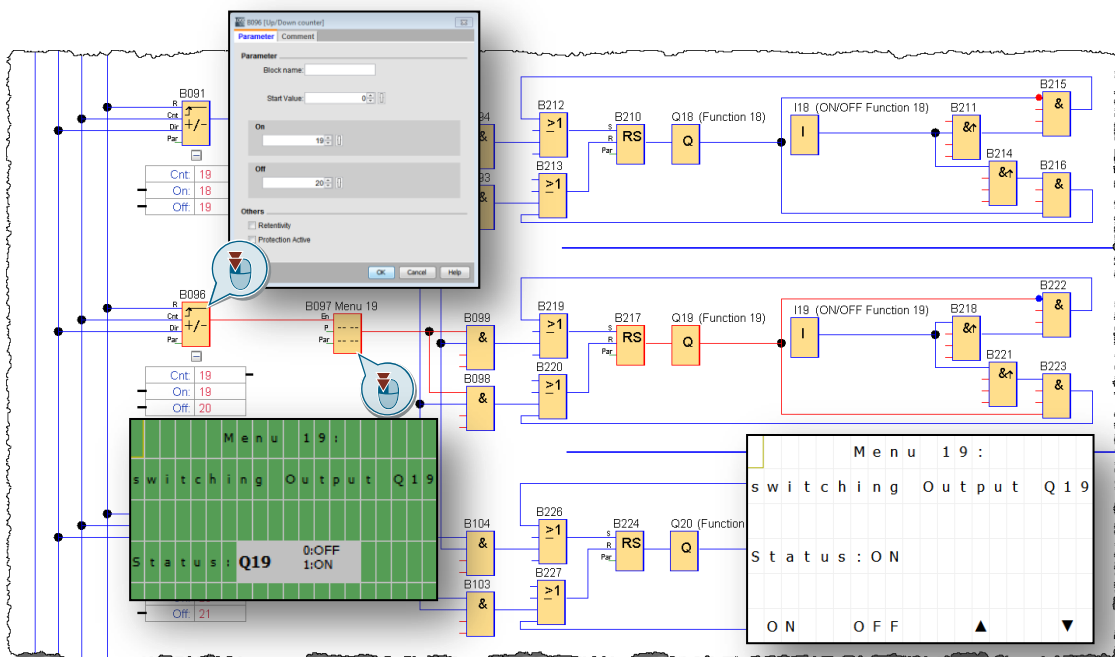 B096 [Up/Down counter]
Parameter Comment
Parameter
Block name:
Start Value: 0
On
19
Off
20
Others
Retentivity
Protection Active
OK Cancel Help
B091
R
Cnt
Dir
Par
+/-
Cnt: 19
On: 18
Off: 19
94
&
93
&
B212
>1
B213
>1
B210
S
R
Par
RS
Q18 (Function 18)
Q
I18 (ON/OFF Function 18)
I
B211
&↑
B214
&↑
B215
&
B216
&
B096
R
Cnt
Dir
Par
+/-
Cnt: 19
On: 19
Off: 20
B097 Menu 19
En
P
Par
B099
&
B098
&
B219
>1
B220
>1
B217
S
R
Par
RS
Q19 (Function 19)
Q
I19 (ON/OFF Function 19)
I
B218
&↑
B221
&↑
B222
&
B223
&
Menu 19:
switching Output Q19
Status: Q19 0:OFF
1:ON
Off: 21
B104
&
B103
&
B226
>1
B227
>1
B224
S
R
Par
RS
Q20 (Function
Q
Menu 19:
switching Output Q19
Status:ON
ON OFF ▲ ▼